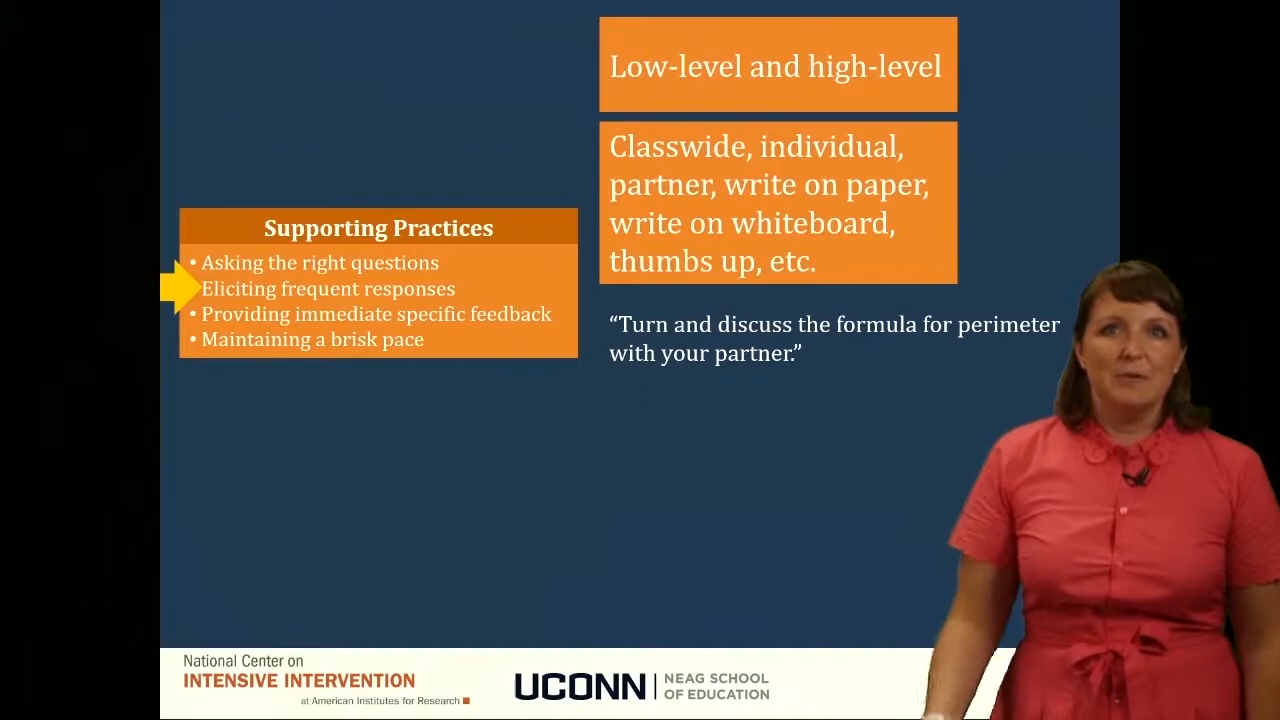 Low-level and high-level
Classwide, individual,
partner, write on paper,
write on whiteboard,
thumbs up, etc.
Supporting Practices
• Asking the right questions
Eliciting frequent responses
• Providing immediate specific feedback
• Maintaining a brisk pace
“Turn and discuss the formula for perimeter
with your partner.”
National Center on
INTENSIVE INTERVENTION
at American Institutes for Research
UCONN
NEAG SCHOOL
OF EDUCATION